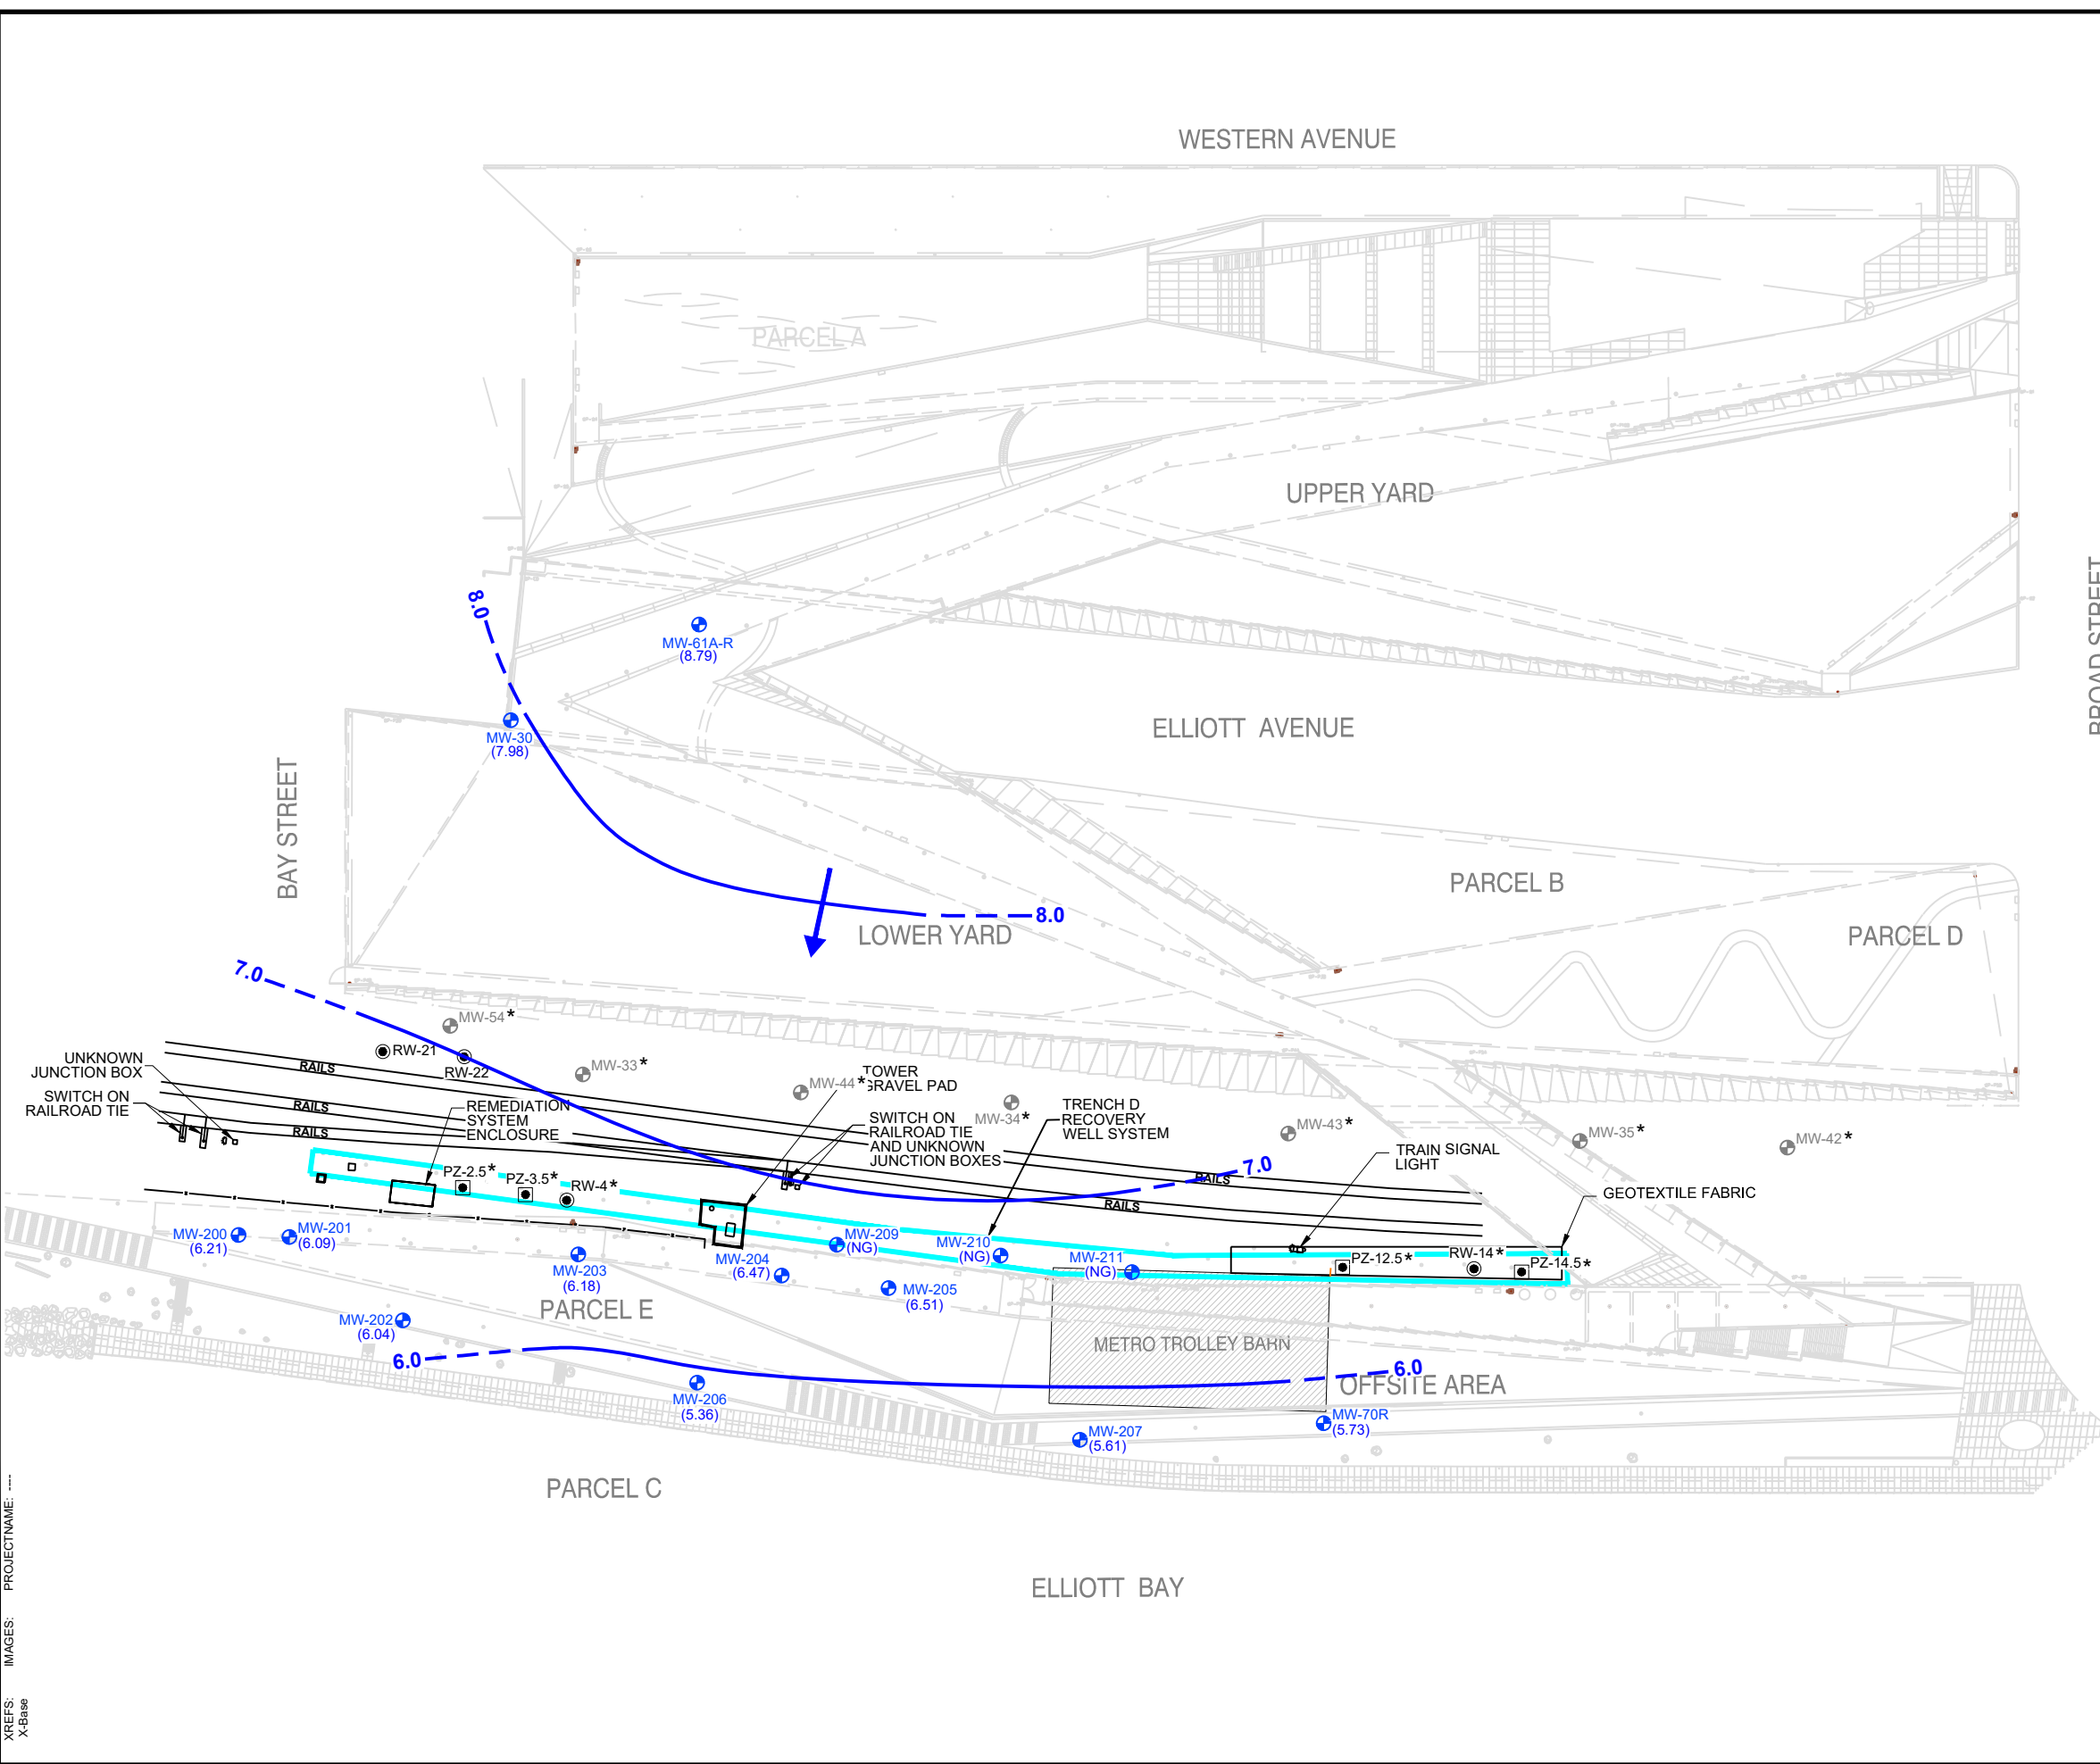 WESTERN AVENUE
PARCEL A
UPPER YARD
BROAD STREET
8.0
MW-61A-R
(8.79)
MW-30
(7.98)
ELLIOTT AVENUE
BAY STREET
PARCEL B
8.0
LOWER YARD
PARCEL D
7.0
MW-54*
RW-21
RW-22
MW-33*
UNKNOWN
JUNCTION BOX
SWITCH ON
RAILROAD TIE
RAILS
RAILS
RAILS
REMEDIATION
SYSTEM
ENCLOSURE
MW-44*
TOWER
GRAVEL PAD
SWITCH ON
RAILROAD TIE
AND UNKNOWN
JUNCTION BOXES
MW-34*
TRENCH D
RECOVERY
WELL SYSTEM
MW-43*
MW-35*
MW-42*
TRAIN SIGNAL
LIGHT
7.0
RAILS
RAILS
GEOTEXTILE FABRIC
PZ-2.5*
PZ-3.5*
RW-4*
MW-200
(6.21)
MW-201
(6.09)
MW-203
(6.18)
MW-204
(6.47)
MW-209
(NG)
MW-210
(NG)
MW-211
(NG)
PZ-12.5*
RW-14*
PZ-14.5*
MW-205
(6.51)
PARCEL E
MW-202
(6.04)
METRO TROLLEY BARN
6.0
6.0
OFFSITE AREA
MW-206
(5.36)
MW-207
(5.61)
MW-70R
(5.73)
PARCEL C
ELLIOTT BAY
PROJECTNAME: ----
IMAGES:
XREFS:
X-Base